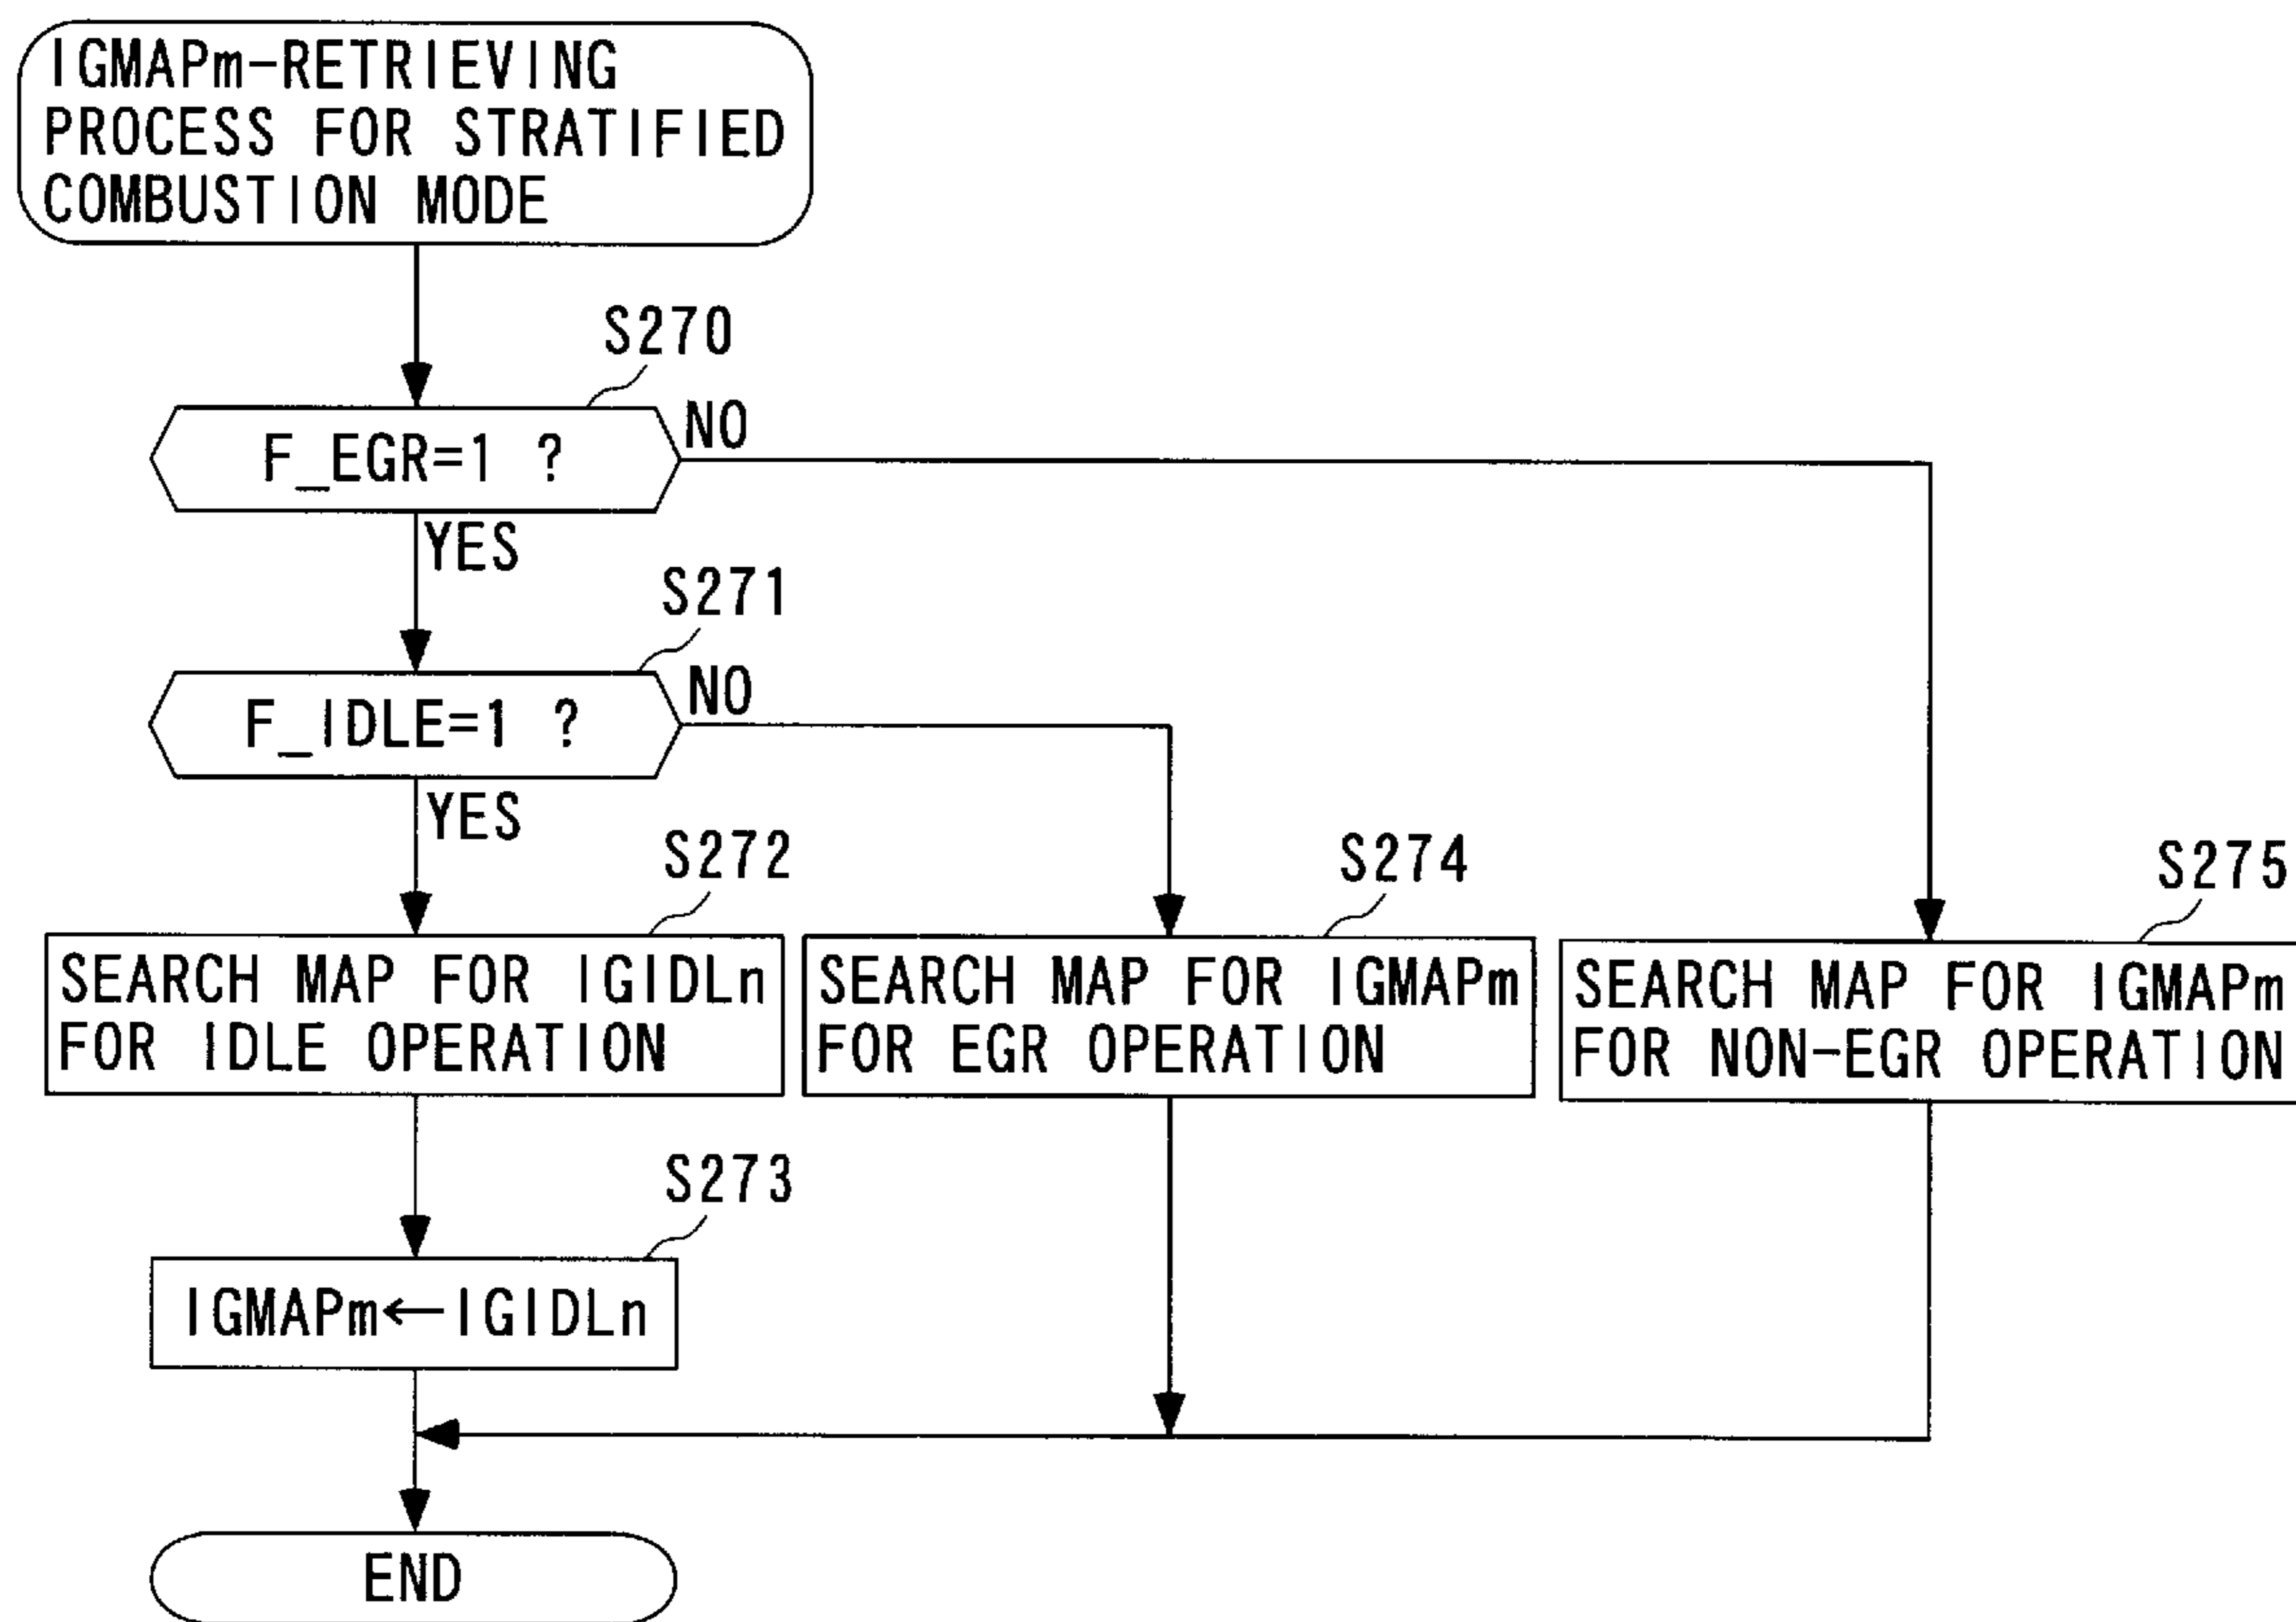 IGMAPm-RETRIEVING
PROCESS FOR STRATIFIED
COMBUSTION MODE
S270
F_EGR=1 ?
NO
YES
S271
F_IDLE=1 ?
NO
YES
S272
SEARCH MAP FOR IGIDLn
FOR IDLE OPERATION
S274
SEARCH MAP FOR IGMAPm
FOR EGR OPERATION
S275
SEARCH MAP FOR IGMAPm
FOR NON-EGR OPERATION
S273
IGMAPm←IGIDLn
END